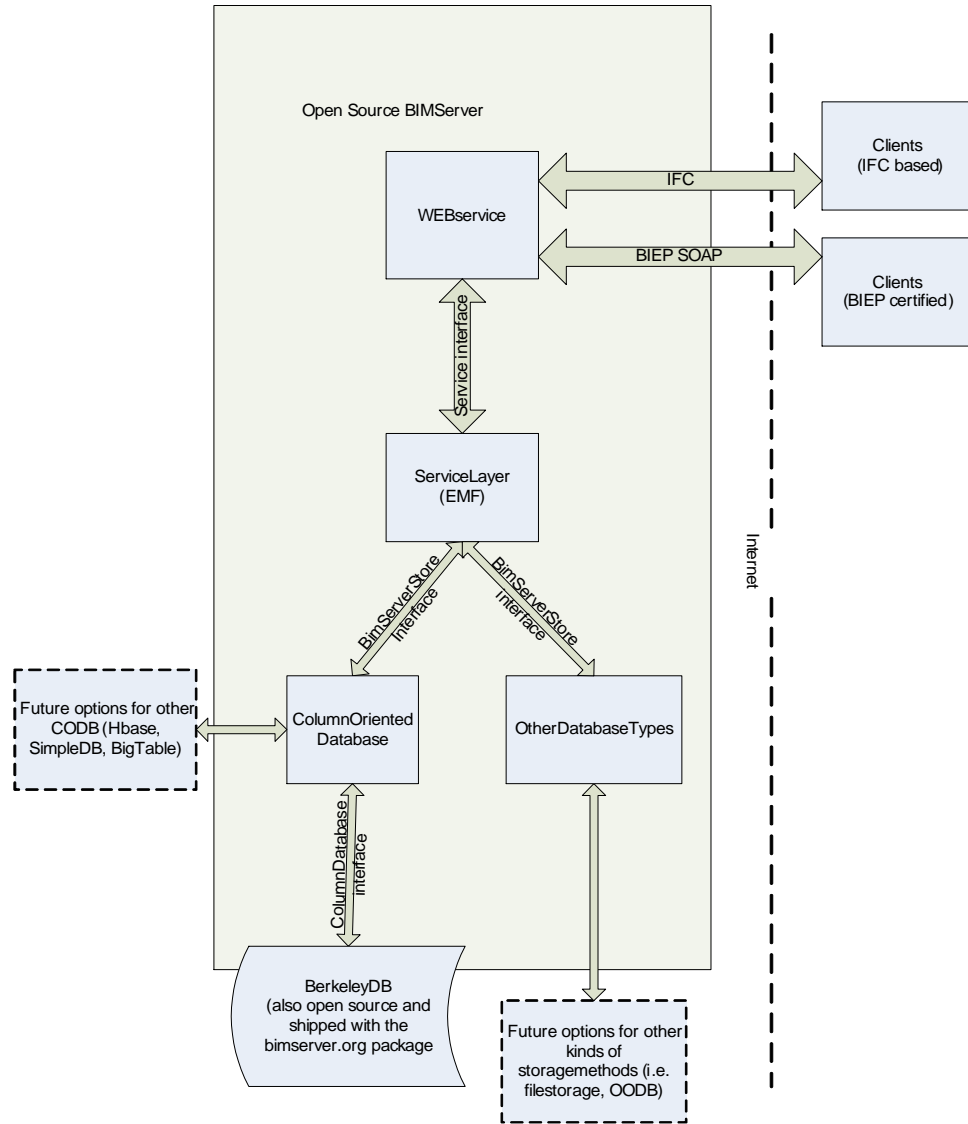 Open Source BIMServer
WEBservice
IFC
BIEP SOAP
Clients
(IFC based)
Clients
(BIEP certified)
Service interface
ServiceLayer
(EMF)
BimServerStore
Interface
BimServerStore
interface
Internet
Future options for other
CODB (Hbase,
SimpleDB, BigTable)
ColumnOriented
Database
OtherDatabaseTypes
ColumnDatabase
interface
BerkeleyDB
(also open source and
shipped with the
bimserver.org package
Future options for other
kinds of
storagemethods (i.e.
filestorage, OODB)